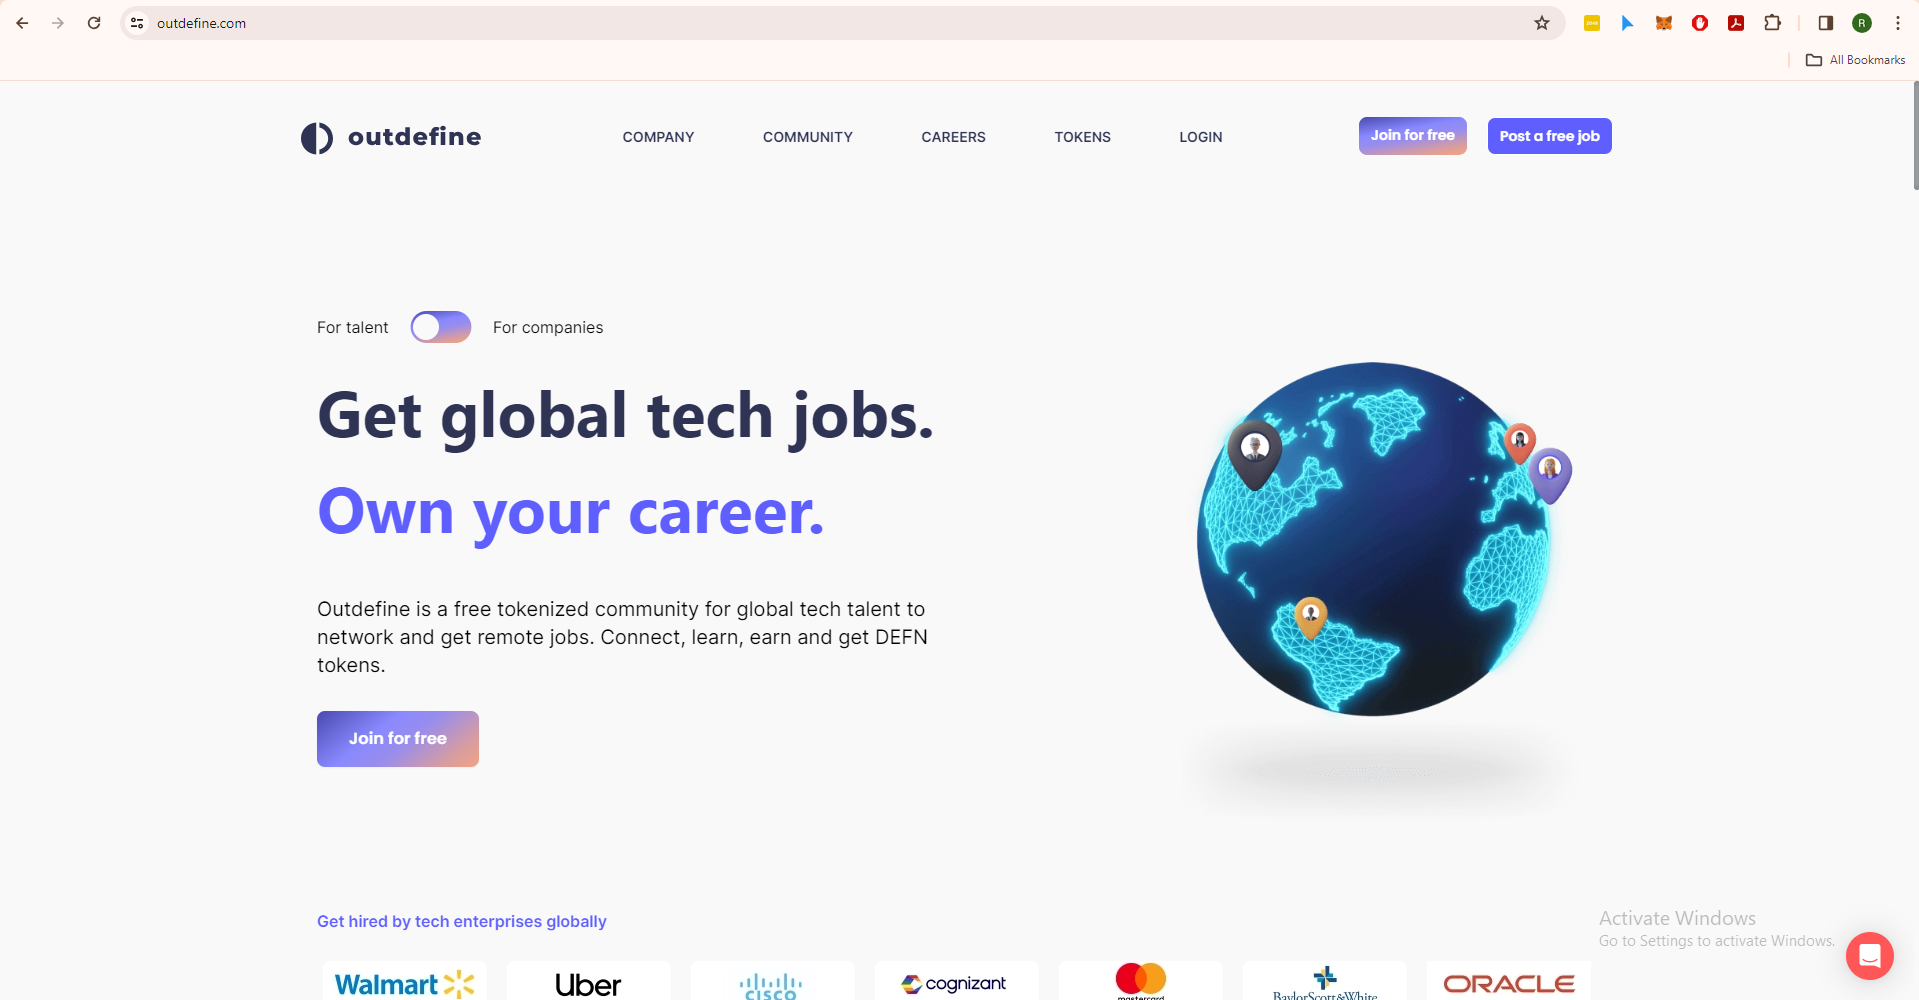 outdefine.com
R
All Bookmarks
outdefine
COMPANY
COMMUNITY
CAREERS
TOKENS
LOGIN
Join for free
Post a free job
For talent
For companies
Get global tech jobs.
Own your career.
Outdefine is a free tokenized community for global tech talent to
network and get remote jobs. Connect, learn, earn and get DEFN
tokens.
Join for free
Get hired by tech enterprises globally
Activate Windows
Go to Settings to activate Windows.
Walmart
Uber
cisco
cognizant
mastercard
BaylorScott&White
ORACLE